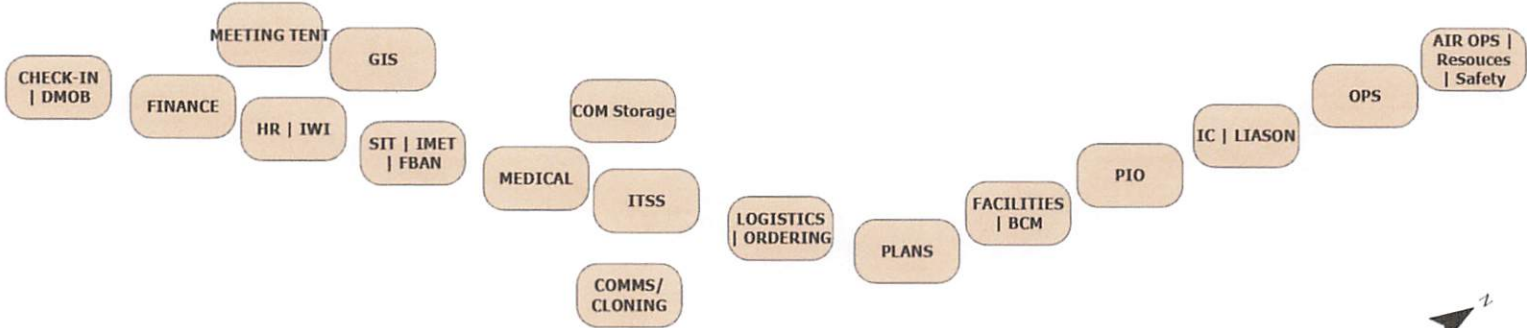 MEETING TENT
GIS
CHECK-IN
| DMOB
FINANCE
HR | IWI
SIT | IMET
| FBAN
COM Storage
MEDICAL
ITSS
COMMS/
CLONING
LOGISTICS
| ORDERING
PLANS
FACILITIES
| BCM
PIO
IC | LIASON
OPS
AIR OPS |
Resouces
| Safety
N